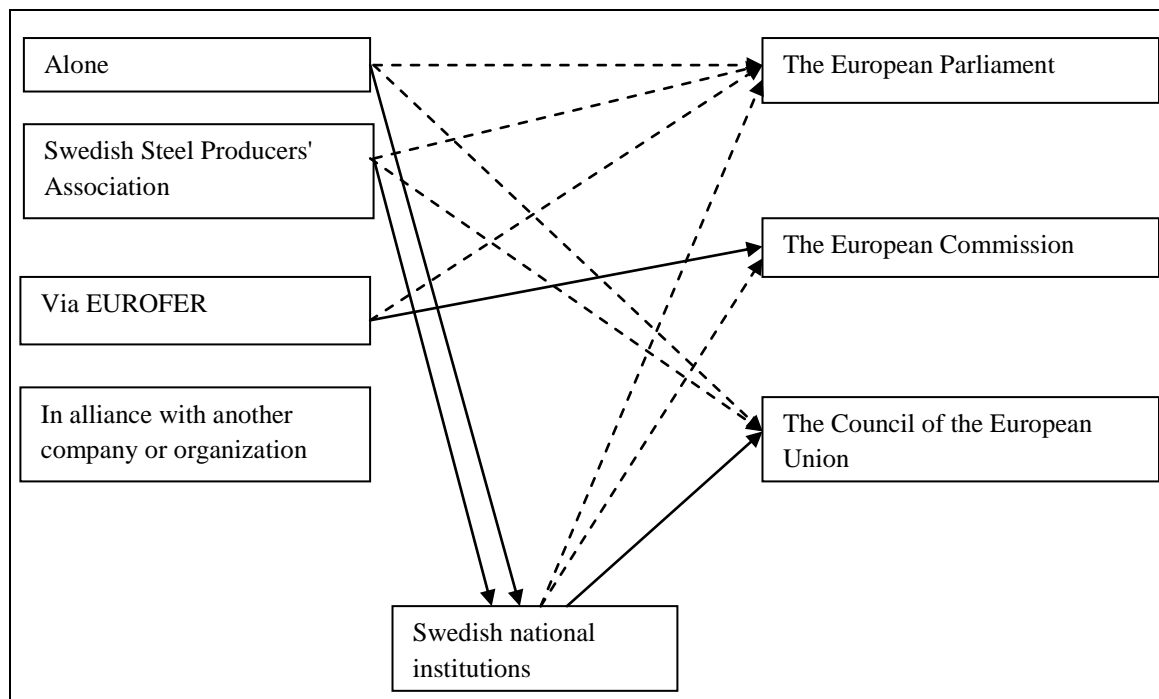 Alone
Swedish Steel Producers'
Association
Via EUROFER
In alliance with another
company or organization
The European Parliament
The European Commission
The Council of the European
Union
Swedish national
institutions